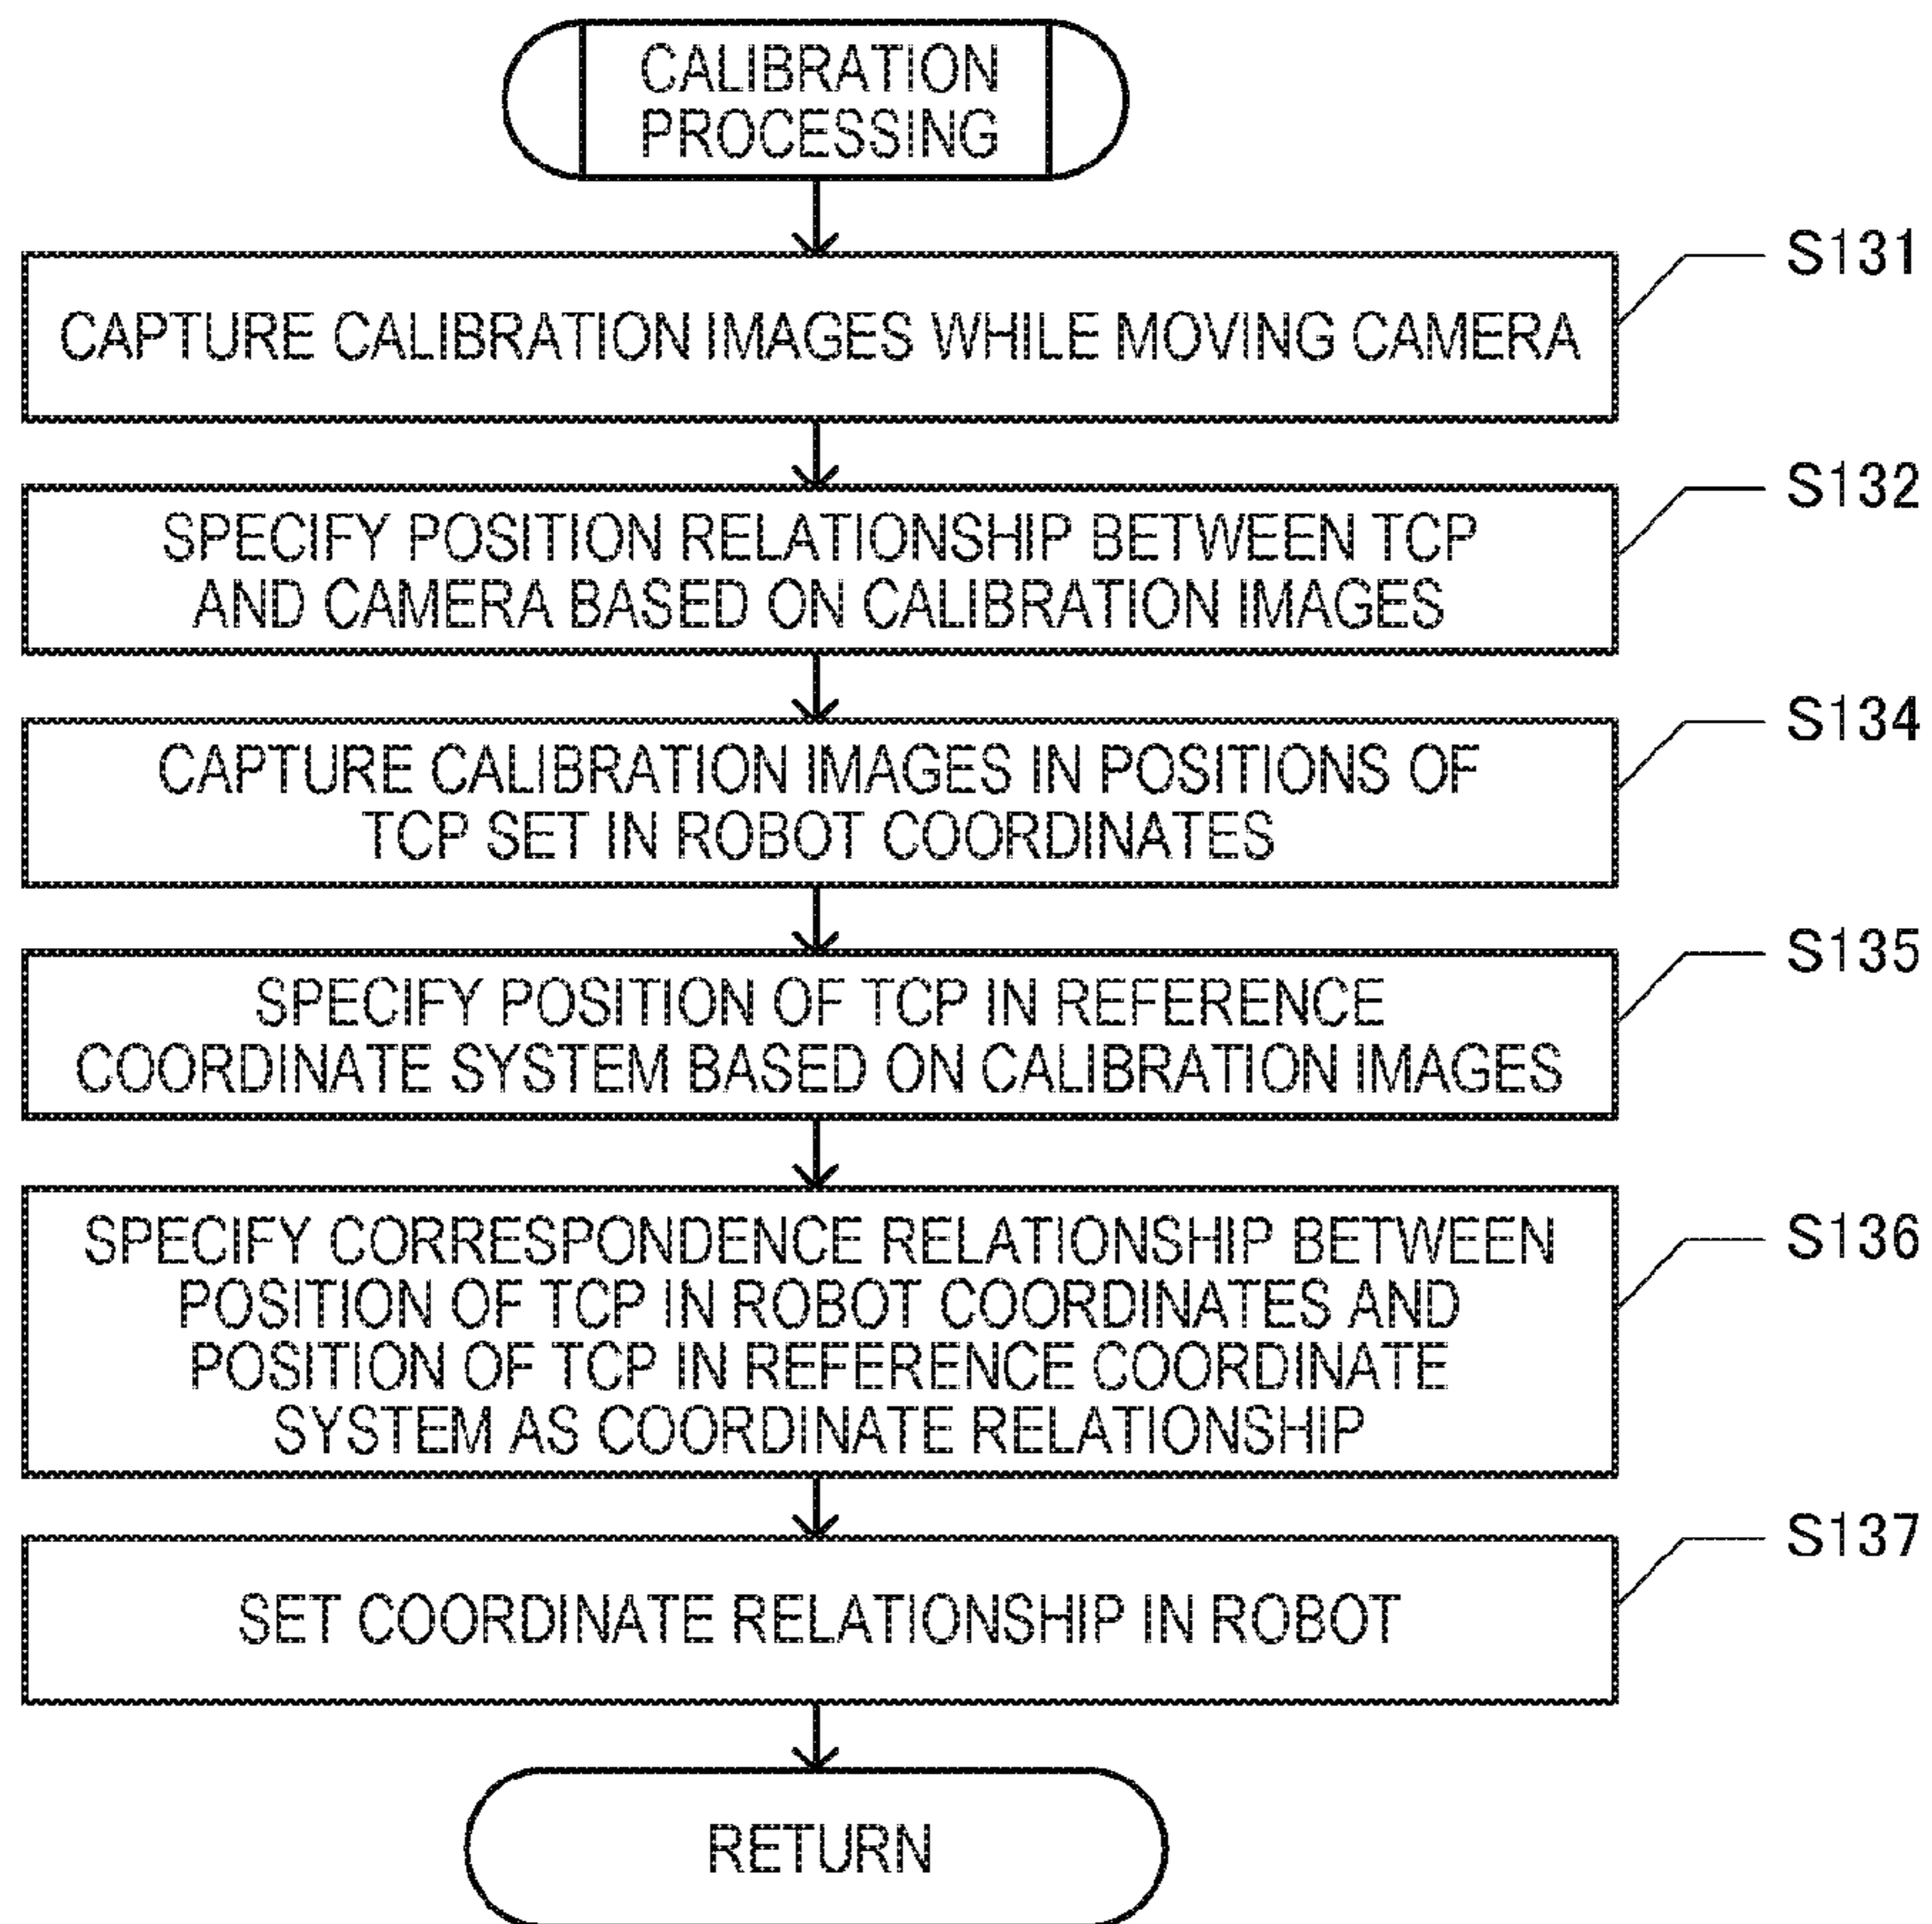 CALIBRATION
PROCESSING
S131
CAPTURE CALIBRATION IMAGES WHILE MOVING CAMERA
S132
SPECIFY POSITION RELATIONSHIP BETWEEN TCP
AND CAMERA BASED ON CALIBRATION IMAGES
S134
CAPTURE CALIBRATION IMAGES IN POSITIONS OF
TCP SET IN ROBOT COORDINATES
S135
SPECIFY POSITION OF TCP IN REFERENCE
COORDINATE SYSTEM BASED ON CALIBRATION IMAGES
S136
SPECIFY CORRESPONDENCE RELATIONSHIP BETWEEN
POSITION OF TCP IN ROBOT COORDINATES AND
POSITION OF TCP IN REFERENCE COORDINATE
SYSTEM AS COORDINATE RELATIONSHIP
S137
SET COORDINATE RELATIONSHIP IN ROBOT
RETURN